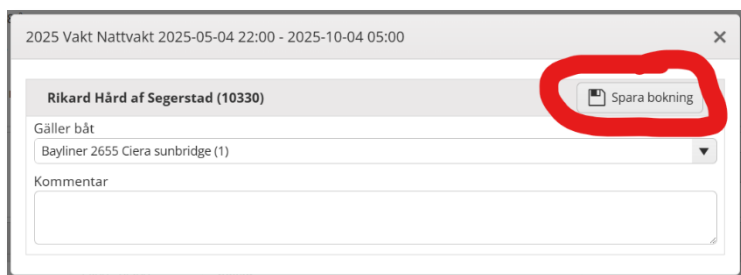 2025 Vakt Nattvakt 2025-05-04 22:00 - 2025-10-04 05:00
Rikard Hård af Segerstad (10330)
Spara bokning
Gäller båt
Bayliner 2655 Ciera sunbridge (1)
Kommentar